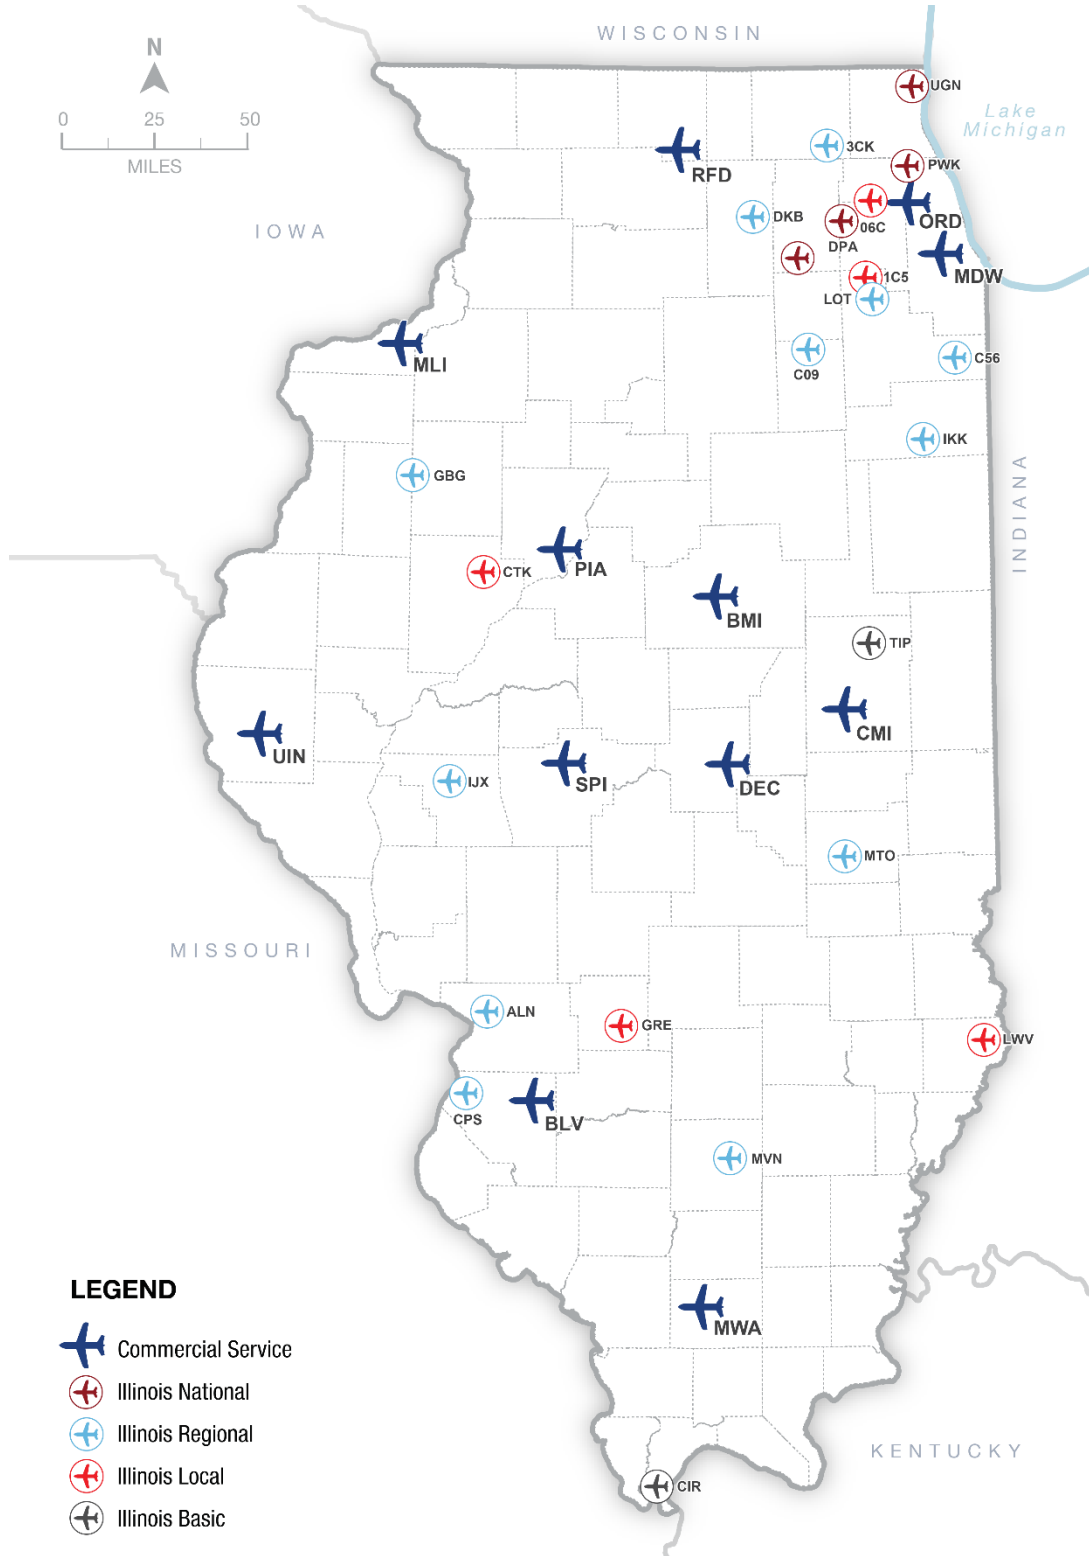 WISCONSIN
N
0 25 50
MILES
UGN
Lake
Michigan
3CK
PWK
RFD
ORD
DKB
06C
DPA
IOWA
MDW
1C5
LOT
MLI
C56
C09
IKK
GBG
INDIANA
PIA
CTK
BMI
TIP
CMI
UIN
IJX
SPI
DEC
MTO
MISSOURI
ALN
GRE
LWV
CPS
BLV
MVN
LEGEND
MWA
Commercial Service
Illinois National
Illinois Regional
KENTUCKY
Illinois Local
CIR
Illinois Basic